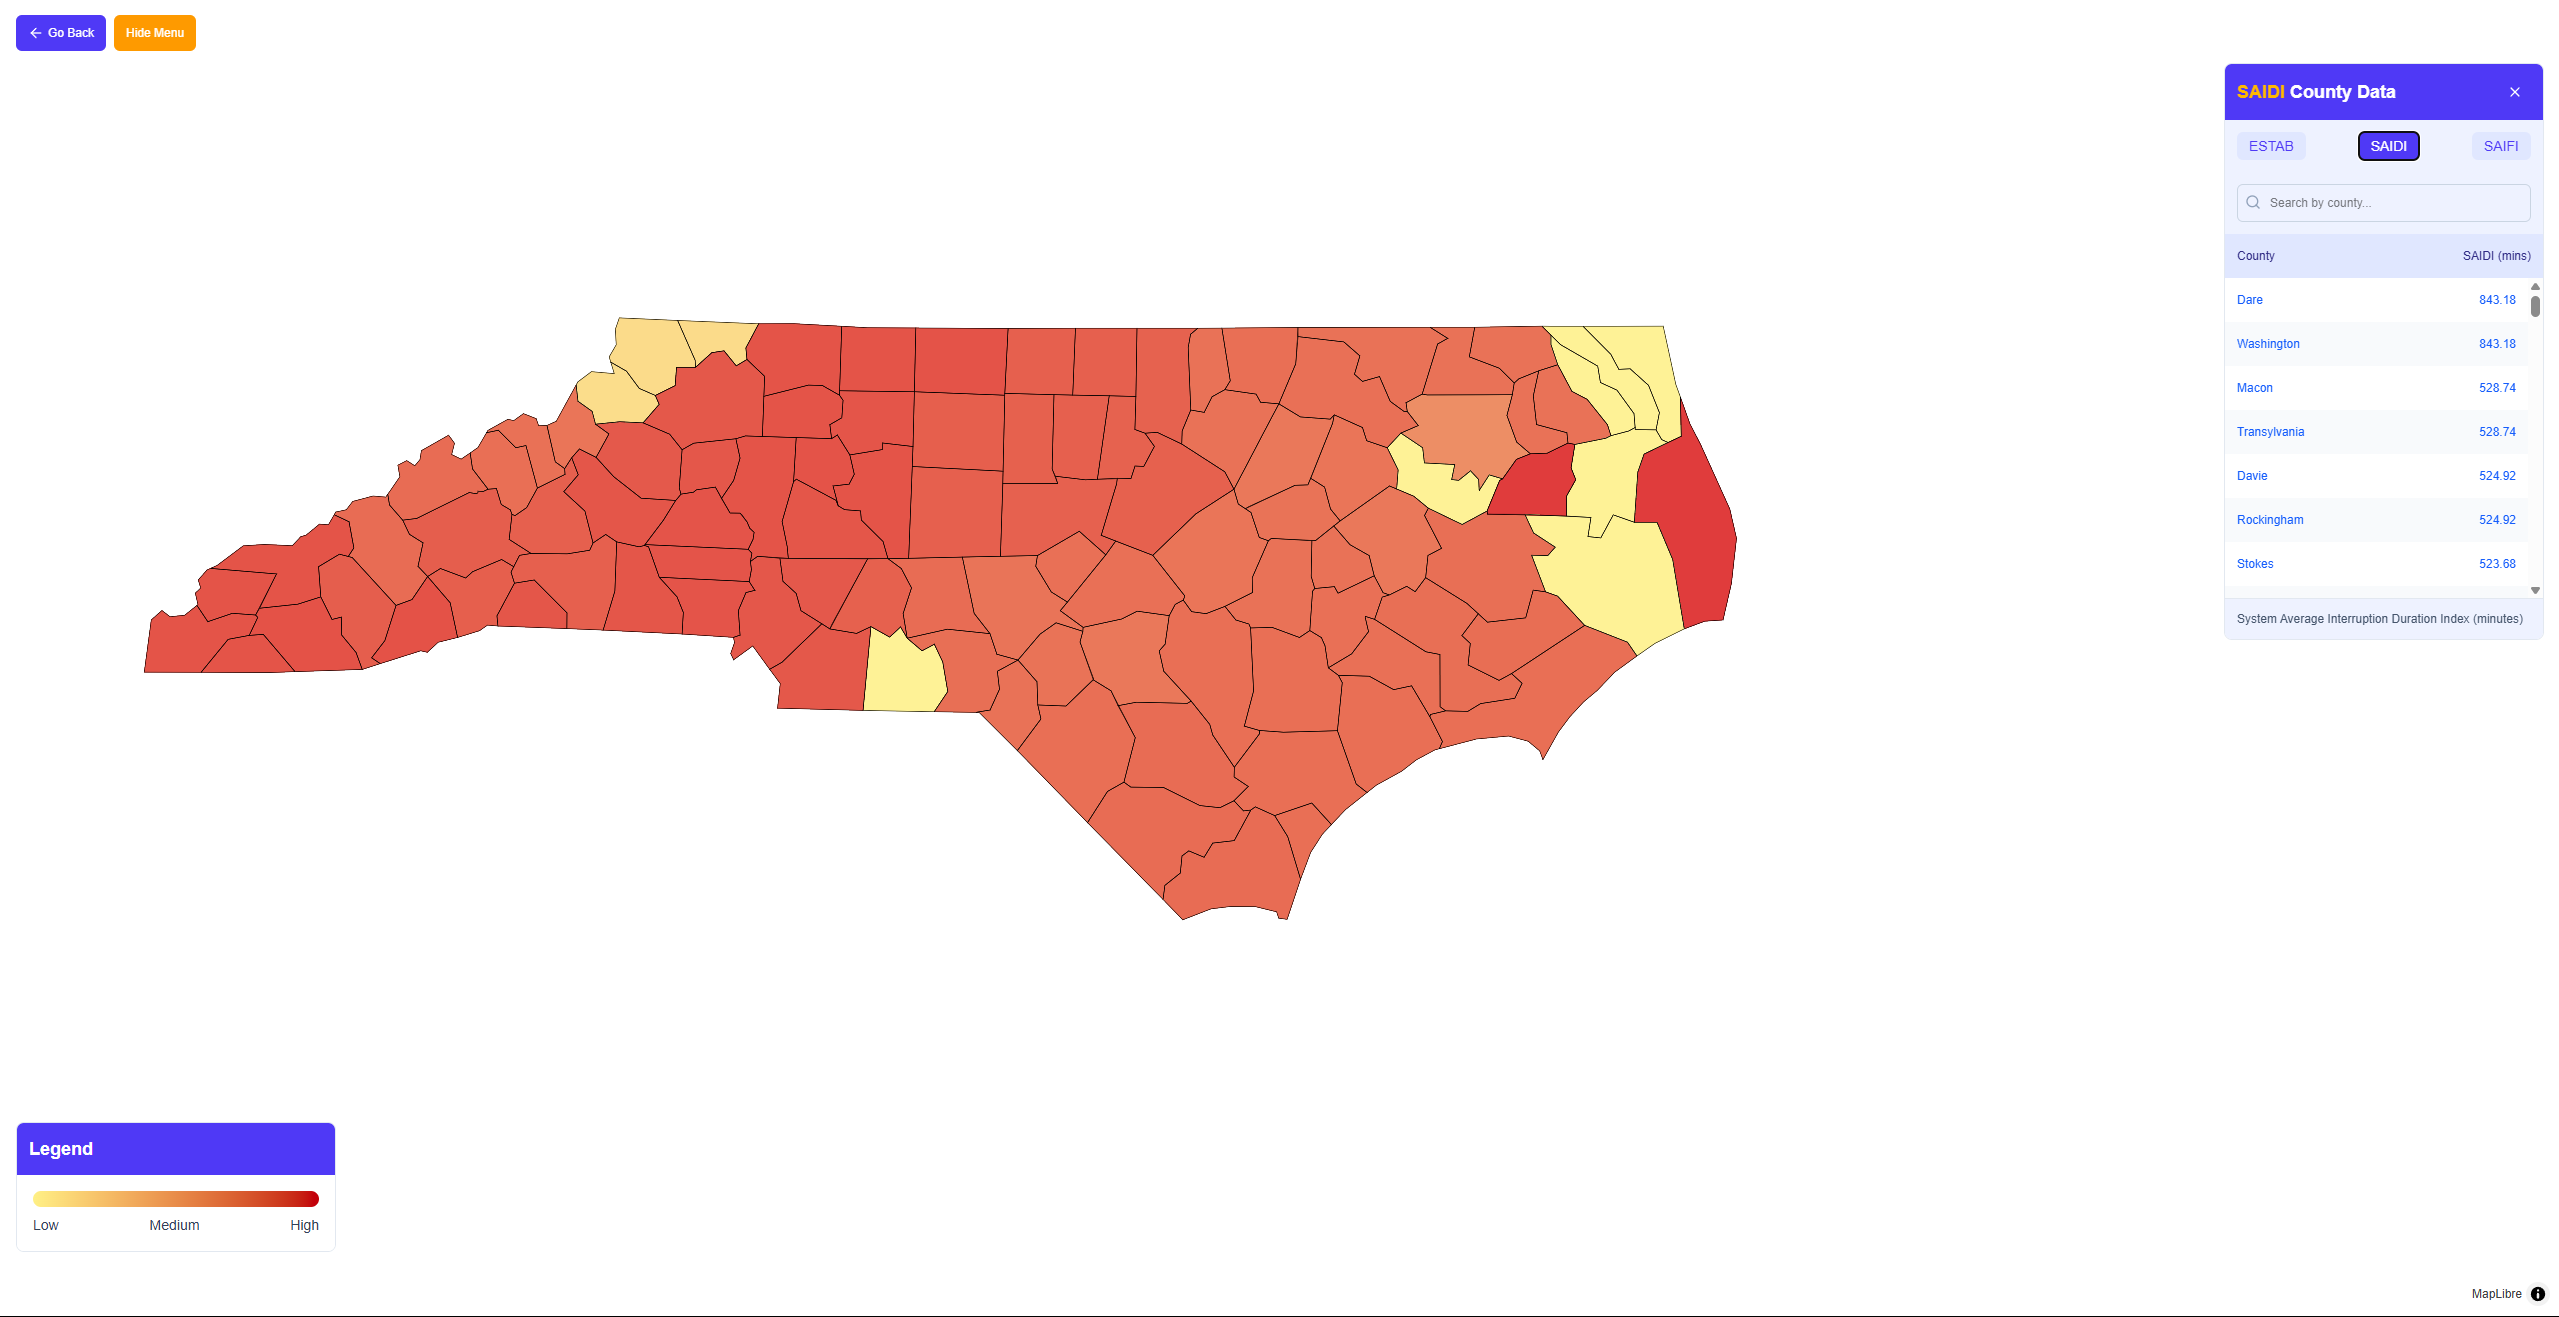 Go Back
Hide Menu
SAIDI County Data
ESTAB
SAIDI
SAIFI
Search by county...
County SAIDI (mins)
Dare 843.18
Washington 843.18
Macon 528.74
Transylvania 528.74
Davie 524.92
Rockingham 524.92
Stokes 523.68
System Average Interruption Duration Index (minutes)
Legend
Low Medium High
MapLibre